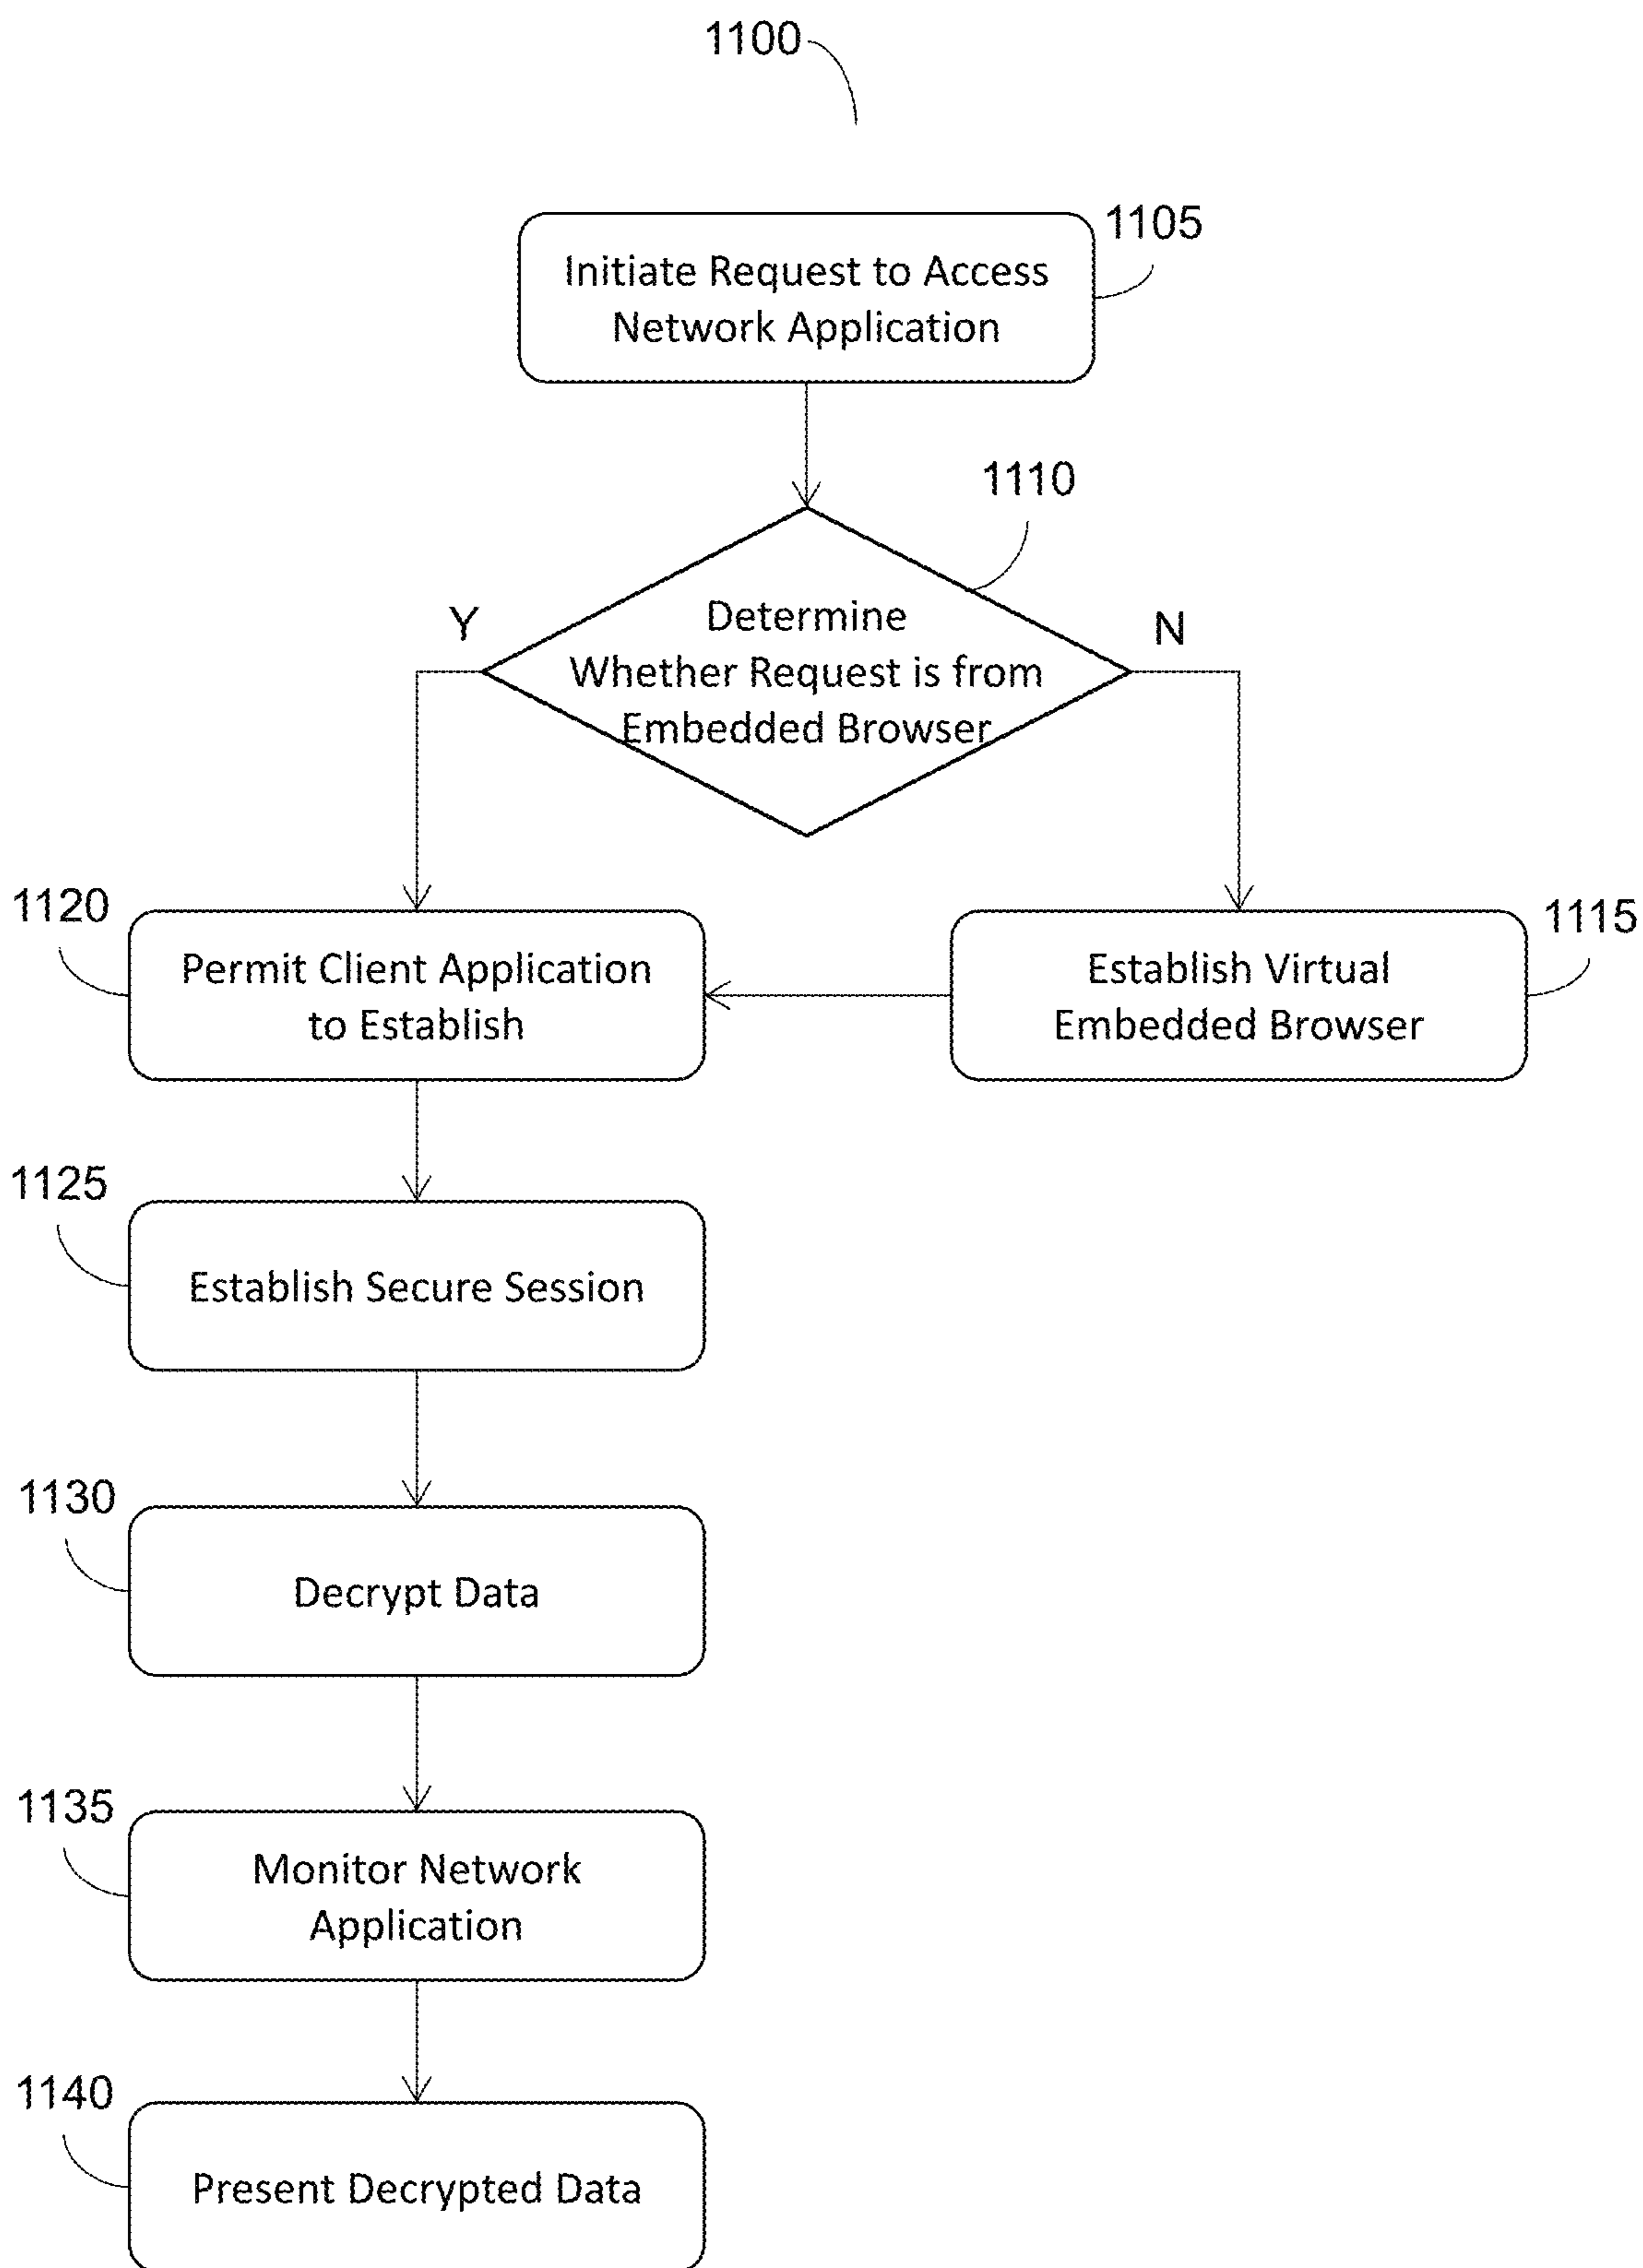 1100
1105
Initiate Request to Access
Network Application
1110
Y
N
Determine
Whether Request is from
Embedded Browser
1120
1115
Permit Client Application
to Establish
Establish Virtual
Embedded Browser
1125
Establish Secure Session
1130
Decrypt Data
1135
Monitor Network
Application
1140
Present Decrypted Data